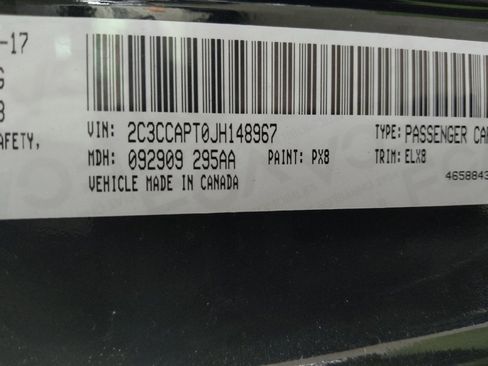 -17
G
8
AFETY,
VIN: 2C3CCAPT0JH148967 TYPE: PASSENGER CA
MDH: 092909 295AA PAINT: PX8 TRIM: ELX8
VEHICLE MADE IN CANADA 4658843